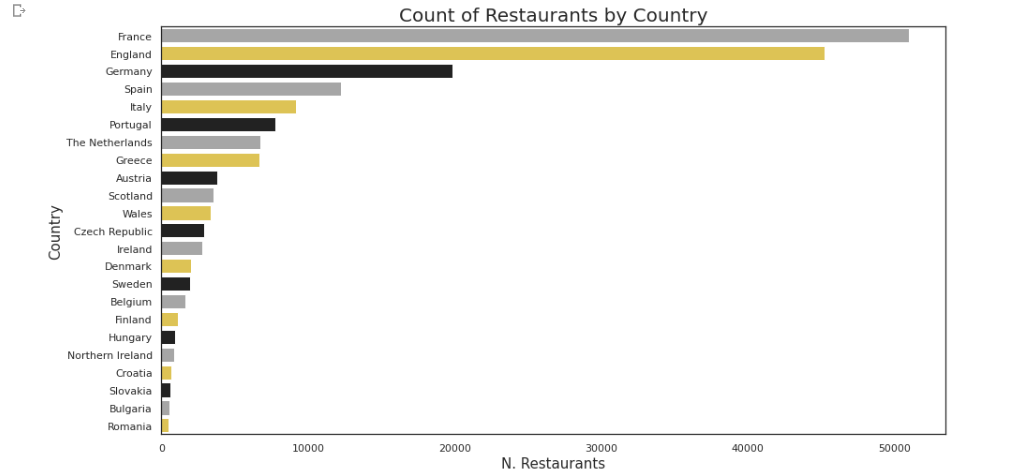 Count of Restaurants by Country
France
England
Germany
Spain
Italy
Portugal
The Netherlands
Greece
Austria
Scotland
Wales
Czech Republic
Ireland
Denmark
Sweden
Belgium
Finland
Hungary
Northern Ireland
Croatia
Slovakia
Bulgaria
Romania
Country
0 10000 20000 30000 40000 50000
N. Restaurants